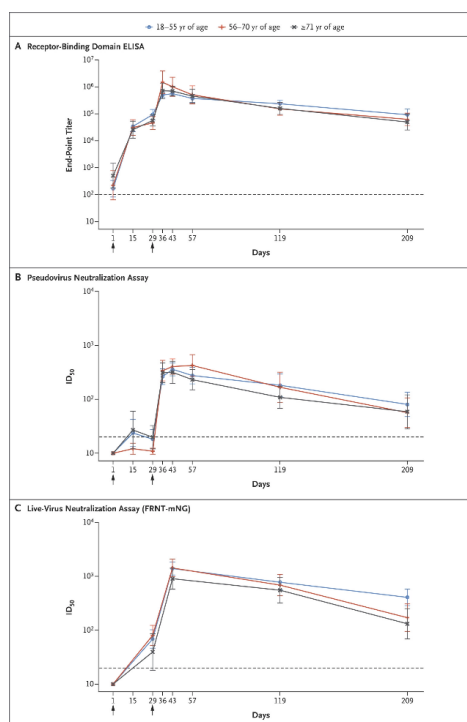 18–55 yr of age 56–70 yr of age ≥71 yr of age
A Receptor-Binding Domain ELISA
10⁷
10⁶
10⁵
10⁴
10³
10²
10
End-Point Titer
1 15 29 36 43 57 119 209
Days
B Pseudovirus Neutralization Assay
10⁴
10³
10²
10
ID₅₀
1 15 29 36 43 57 119 209
Days
C Live-Virus Neutralization Assay (FRNT-mNG)
10⁴
10³
10²
10
ID₅₀
1 15 29 36 43 57 119 209
Days